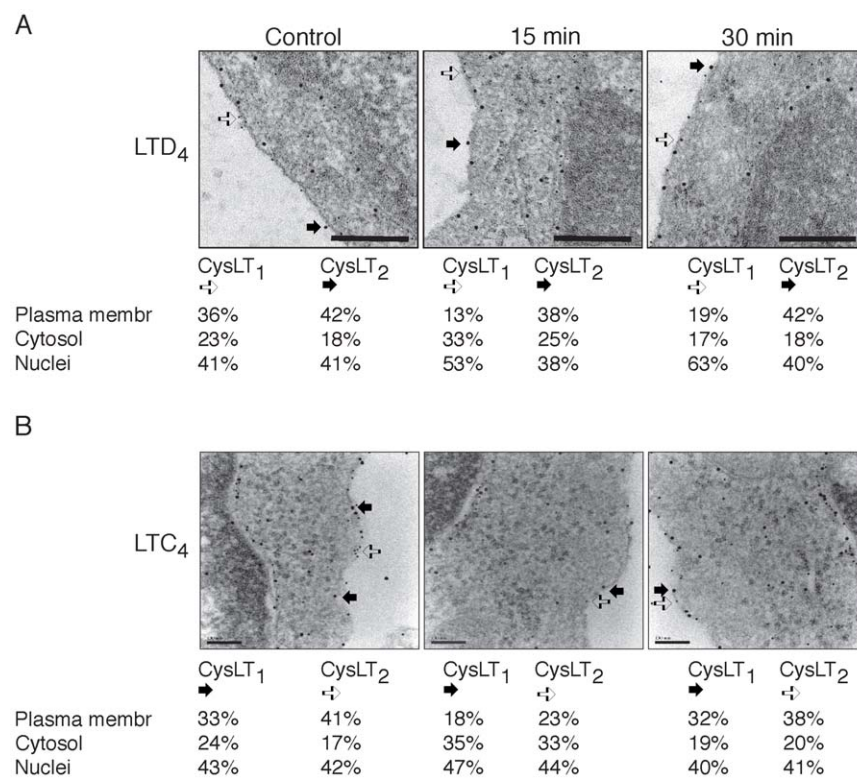 A
Control 15 min 30 min
LTD4
CysLT1 CysLT2 CysLT1 CysLT2 CysLT1 CysLT2
Plasma membr 36% 42% 13% 38% 19% 42%
Cytosol 23% 18% 33% 25% 17% 18%
Nuclei 41% 41% 53% 38% 63% 40%
B
LTC4
CysLT1 CysLT2 CysLT1 CysLT2 CysLT1 CysLT2
Plasma membr 33% 41% 18% 23% 32% 38%
Cytosol 24% 17% 35% 33% 19% 20%
Nuclei 43% 42% 47% 44% 40% 41%